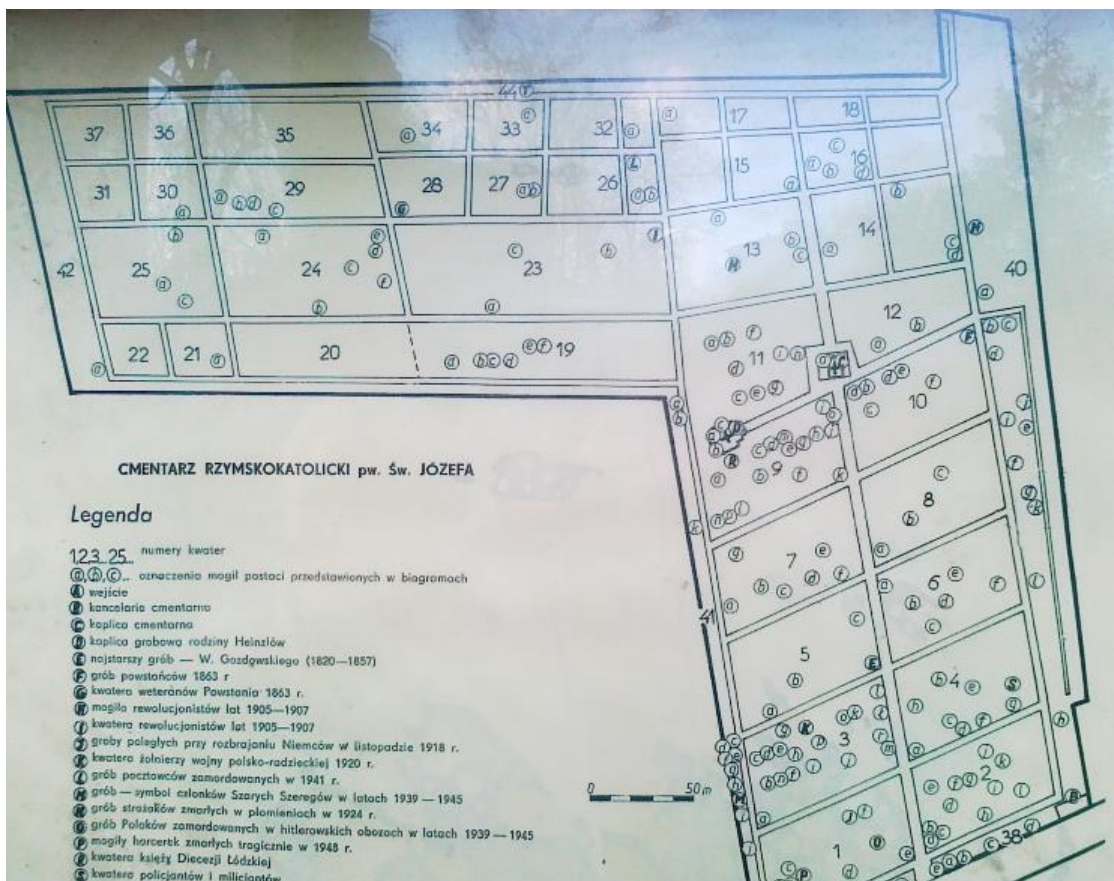 44
37 36 35 34 33 32 17 18
31 30 29 28 27 26 15 16
42 25 24 23 13 14 40
22 21 20 19 11 12
10
9
8
7
6
41
5
4
3
2
1
38
CMENTARZ RZYMSKOKATOLICKI pw. Św. JÓZEFA
Legenda
1,2,3...25... numery kwater
a, b, c... oznaczenia mogił postaci przedstawionych w biogramach
A wejście
B kancelaria cmentarna
C kaplica cmentarna
D kaplica grobowa rodziny Heinzlów
E najstarszy grób — W. Gozdowskiego (1820—1857)
F grób powstańców 1863 r
G kwatera weteranów Powstania 1863 r.
H mogiła rewolucjonistów lat 1905—1907
I kwatera rewolucjonistów lat 1905—1907
J groby poległych przy rozbrajaniu Niemców w listopadzie 1918 r.
K kwatera żołnierzy wojny polsko-radzieckiej 1920 r.
L grób pocztowców zamordowanych w 1941 r.
M grób — symbol członków Szarych Szeregów w latach 1939 — 1945
N grób strażaków zmarłych w płomieniach w 1924 r.
O grób Polaków zamordowanych w hitlerowskich obozach w latach 1939 — 1945
P mogiły harcerek zmarłych tragicznie w 1948 r.
R kwatera księży Diecezji Łódzkiej
S kwatera policjantów i milicjantów
0 50 m